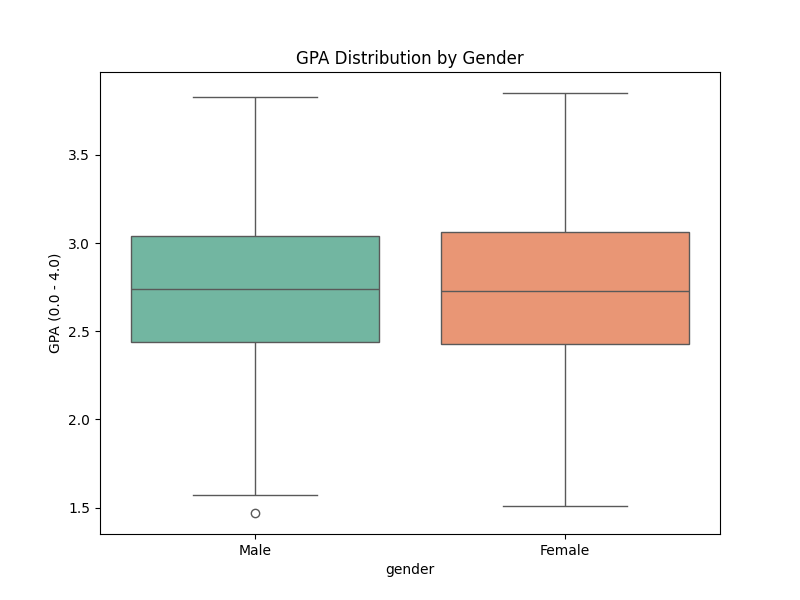 GPA Distribution by Gender
GPA (0.0 - 4.0)
3.5
3.0
2.5
2.0
1.5
Male
Female
gender